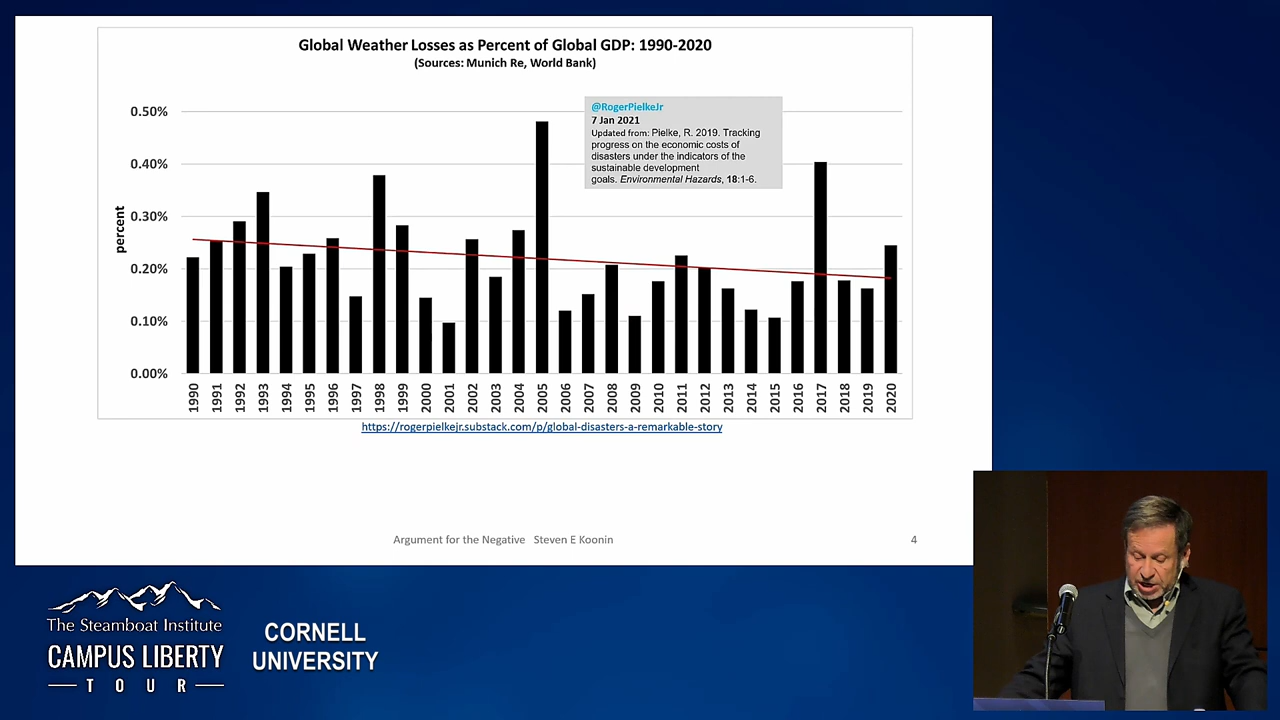 Global Weather Losses as Percent of Global GDP: 1990-2020
(Sources: Munich Re, World Bank)
@RogerPielkeJr
7 Jan 2021
Updated from: Pielke, R. 2019. Tracking
progress on the economic costs of
disasters under the indicators of the
sustainable development
goals. Environmental Hazards, 18:1-6.
percent
0.50%
0.40%
0.30%
0.20%
0.10%
0.00%
1990 1991 1992 1993 1994 1995 1996 1997 1998 1999 2000 2001 2002 2003 2004 2005 2006 2007 2008 2009 2010 2011 2012 2013 2014 2015 2016 2017 2018 2019 2020
https://rogerpielkejr.substack.com/p/global-disasters-a-remarkable-story
Argument for the Negative Steven E Koonin
4
The Steamboat Institute
CAMPUS LIBERTY
TOUR
CORNELL
UNIVERSITY